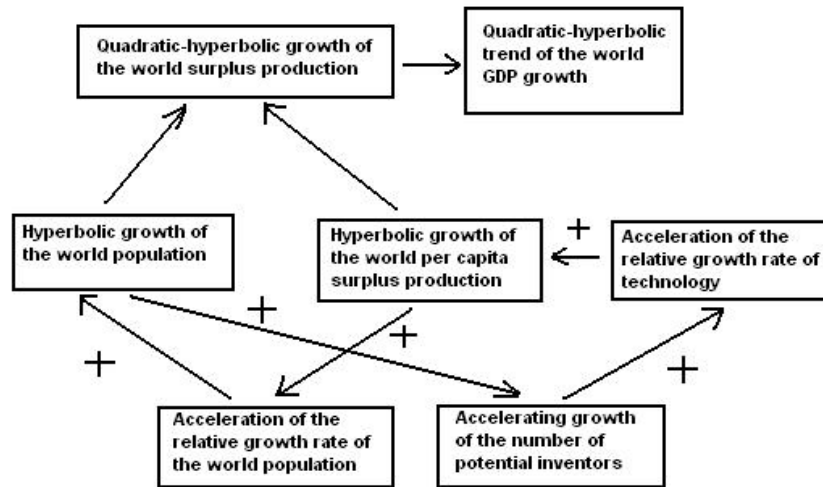 Quadratic-hyperbolic growth of
the world surplus production
Quadratic-hyperbolic
trend of the world
GDP growth
Hyperbolic growth of
the world population
Hyperbolic growth of
the world per capita
surplus production
+
Acceleration of the
relative growth rate of
technology
+
+
+
+
Acceleration of the
relative growth rate of
the world population
Accelerating growth
of the number of
potential inventors